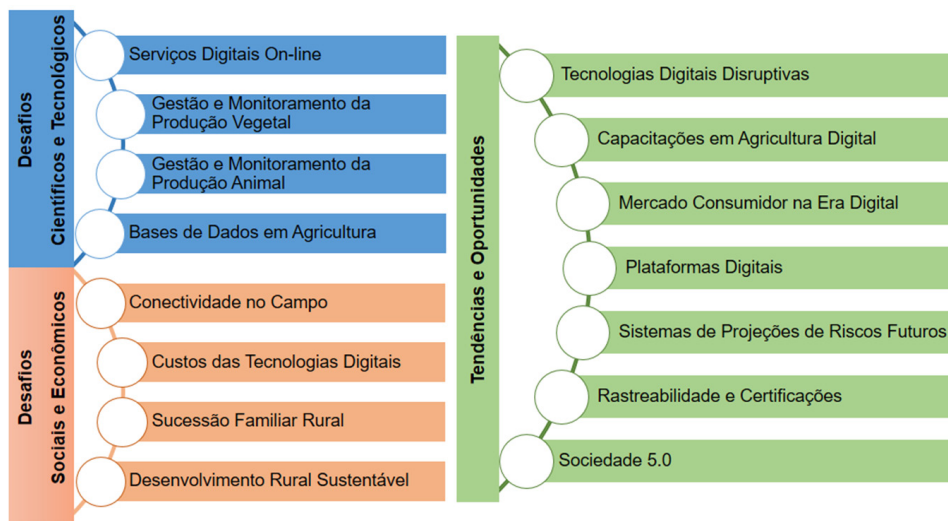 Desafios
Científicos e Tecnológicos
Serviços Digitais On-line
Gestão e Monitoramento da
Produção Vegetal
Gestão e Monitoramento da
Produção Animal
Bases de Dados em Agricultura
Desafios
Sociais e Econômicos
Conectividade no Campo
Custos das Tecnologias Digitais
Sucessão Familiar Rural
Desenvolvimento Rural Sustentável
Tendências e Oportunidades
Tecnologias Digitais Disruptivas
Capacitações em Agricultura Digital
Mercado Consumidor na Era Digital
Plataformas Digitais
Sistemas de Projeções de Riscos Futuros
Rastreabilidade e Certificações
Sociedade 5.0